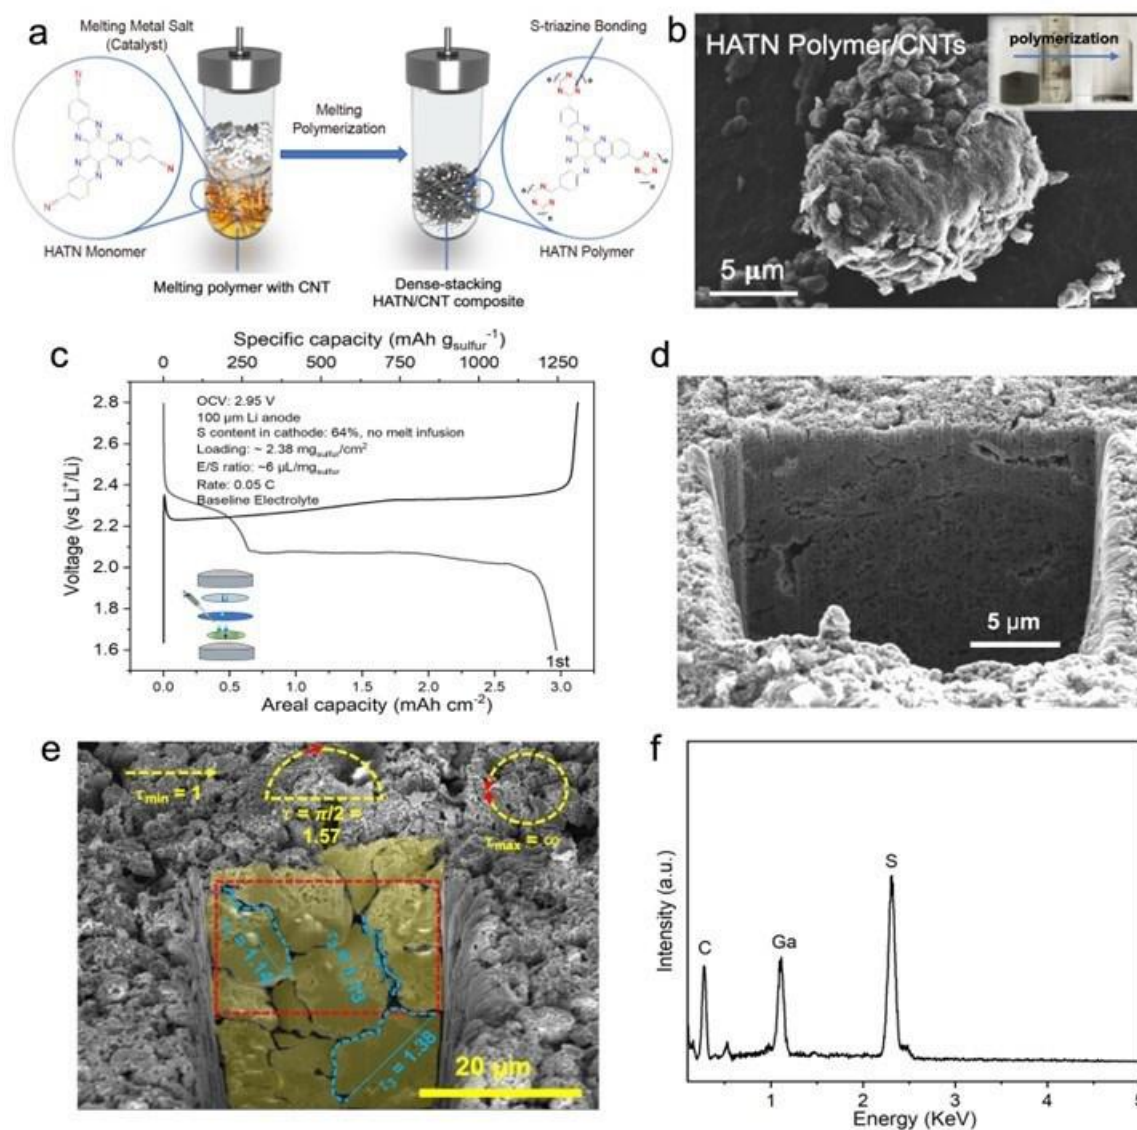 a
Melting Metal Salt
(Catalyst)
S-triazine Bonding
Melting
Polymerization
HATN Monomer
HATN Polymer
Melting polymer with CNT
Dense-stacking
HATN/CNT composite
b
HATN Polymer/CNTs
polymerization
5 μm
c
Specific capacity (mAh g_sulfur^-1)
0 250 500 750 1000 1250
OCV: 2.95 V
100 μm Li anode
S content in cathode: 64%, no melt infusion
Loading: ~ 2.38 mg_sulfur/cm²
E/S ratio: ~6 μL/mg_sulfur
Rate: 0.05 C
Baseline Electrolyte
Voltage (vs Li⁺/Li)
2.8
2.6
2.4
2.2
2.0
1.8
1.6
1st
0.0 0.5 1.0 1.5 2.0 2.5 3.0
Areal capacity (mAh cm⁻²)
d
5 μm
e
τ_min = 1
τ = π/2 =
1.57
τ_max = ∞
τ₃ = 1.38
20 μm
f
Intensity (a.u.)
C
Ga
S
1 2 3 4 5
Energy (KeV)